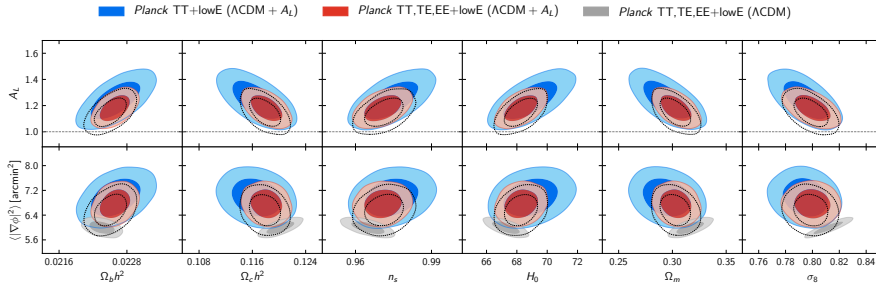 Planck TT+lowE (ΛCDM + A_L) Planck TT,TE,EE+lowE (ΛCDM + A_L) Planck TT,TE,EE+lowE (ΛCDM)
A_L
1.6
1.4
1.2
1.0
⟨|∇ϕ|²⟩ [arcmin²]
8.0
7.2
6.4
5.6
0.0216 0.0228 0.108 0.116 0.124 0.96 0.99 66 68 70 72 0.25 0.30 0.35 0.76 0.78 0.80 0.82 0.84
Ω_b h² Ω_c h² n_s H_0 Ω_m σ_8